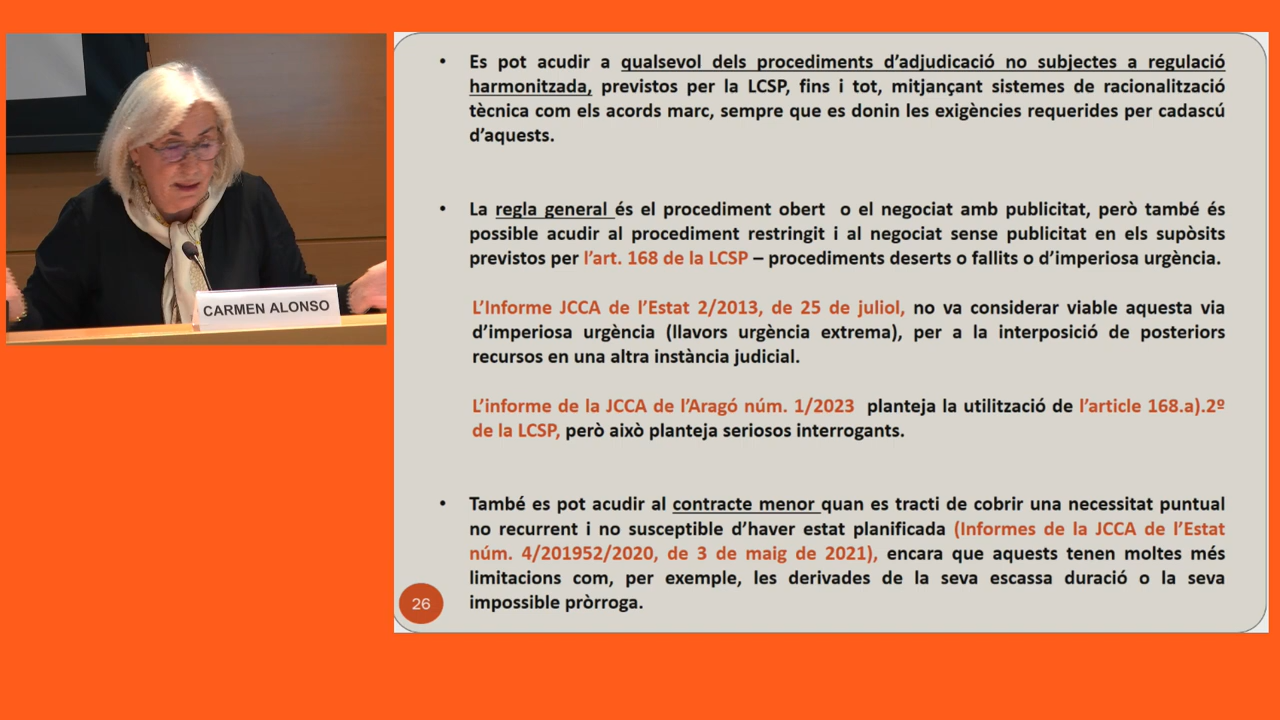 CARMEN ALONSO
• Es pot acudir a qualsevol dels procediments d’adjudicació no subjectes a regulació
harmonitzada, previstos per la LCSP, fins i tot, mitjançant sistemes de racionalització
tècnica com els acords marc, sempre que es donin les exigències requerides per cadascú
d’aquests.
• La regla general és el procediment obert o el negociat amb publicitat, però també és
possible acudir al procediment restringit i al negociat sense publicitat en els supòsits
previstos per l’art. 168 de la LCSP – procediments deserts o fallits o d’imperiosa urgència.
L’Informe JCCA de l’Estat 2/2013, de 25 de juliol, no va considerar viable aquesta via
d’imperiosa urgència (llavors urgència extrema), per a la interposició de posteriors
recursos en una altra instància judicial.
L’informe de la JCCA de l’Aragó núm. 1/2023 planteja la utilització de l’article 168.a).2º
de la LCSP, però això planteja seriosos interrogants.
• També es pot acudir al contracte menor quan es tracti de cobrir una necessitat puntual
no recurrent i no susceptible d’haver estat planificada (Informes de la JCCA de l’Estat
núm. 4/201952/2020, de 3 de maig de 2021), encara que aquests tenen moltes més
limitacions com, per exemple, les derivades de la seva escassa duració o la seva
impossible pròrroga.
26